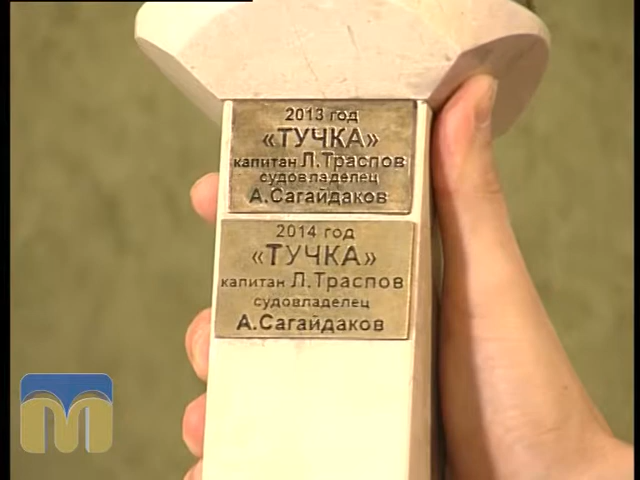 2013 год
«ТУЧКА»
капитан Л.Траспов
судовладелец
А.Сагайдаков
2014 год
«ТУЧКА»
капитан Л.Траспов
судовладелец
А.Сагайдаков
М